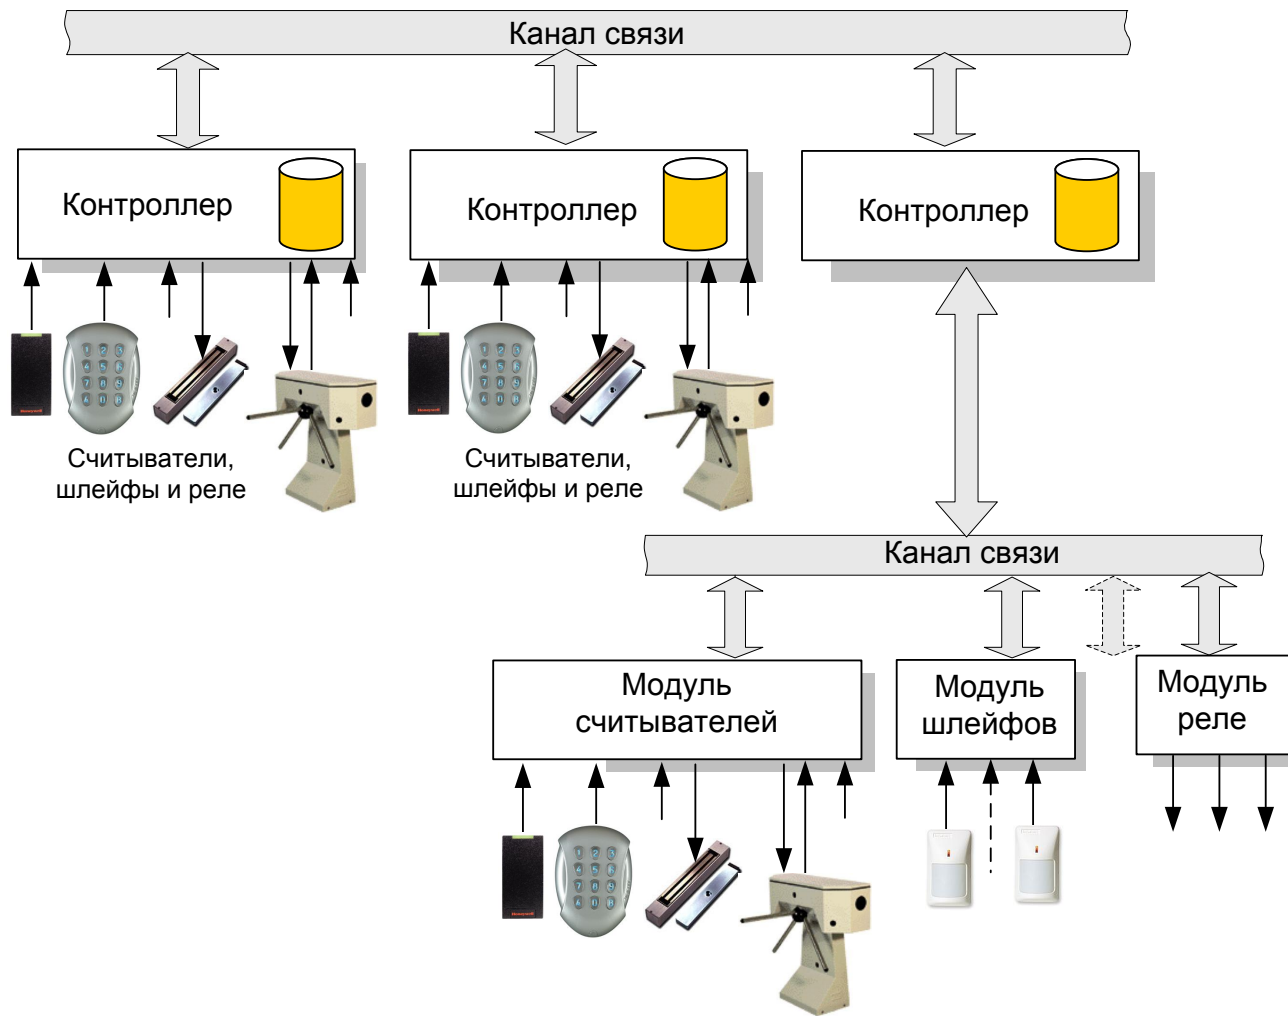 Канал связи
Контроллер
Контроллер
Контроллер
Считыватели,
шлейфы и реле
Считыватели,
шлейфы и реле
Канал связи
Модуль
считывателей
Модуль
шлейфов
Модуль
реле